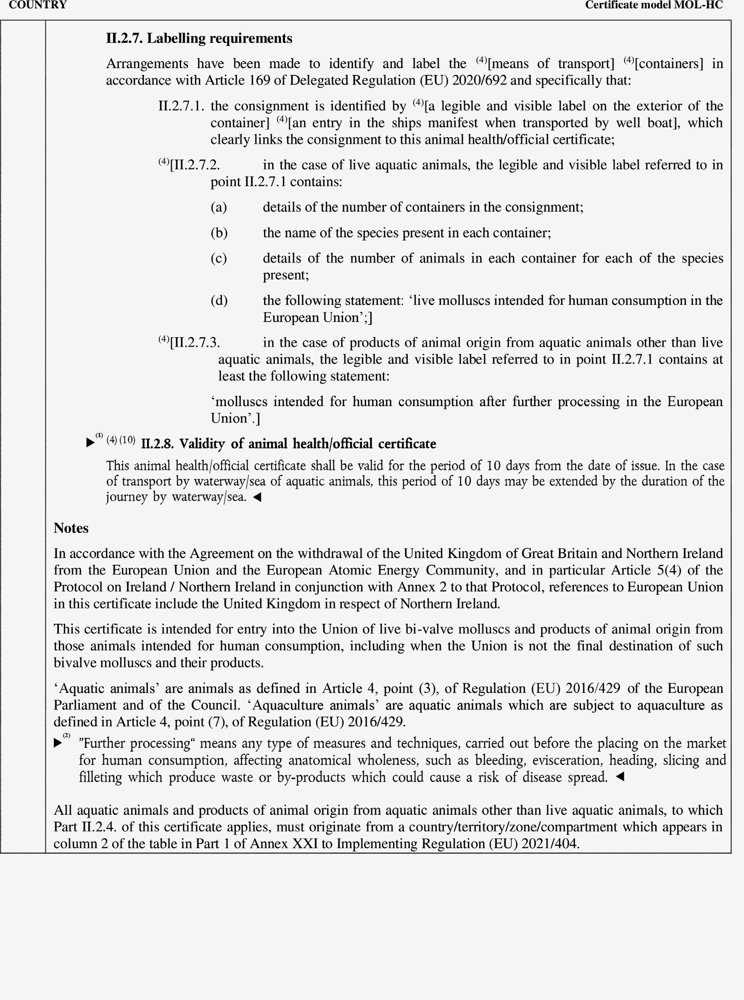 COUNTRY Certificate model MOL-HC
II.2.7. Labelling requirements
Arrangements have been made to identify and label the (4)[means of transport] (4)[containers] in
accordance with Article 169 of Delegated Regulation (EU) 2020/692 and specifically that:
II.2.7.1. the consignment is identified by (4)[a legible and visible label on the exterior of the
container] (4)[an entry in the ships manifest when transported by well boat], which
clearly links the consignment to this animal health/official certificate;
(4)[II.2.7.2. in the case of live aquatic animals, the legible and visible label referred to in
point II.2.7.1 contains:
(a) details of the number of containers in the consignment;
(b) the name of the species present in each container;
(c) details of the number of animals in each container for each of the species
present;
(d) the following statement: ‘live molluscs intended for human consumption in the
European Union’;]
(4)[II.2.7.3. in the case of products of animal origin from aquatic animals other than live
aquatic animals, the legible and visible label referred to in point II.2.7.1 contains at
least the following statement:
‘molluscs intended for human consumption after further processing in the European
Union’.]
▶(1) (4) (10) II.2.8. Validity of animal health/official certificate
This animal health/official certificate shall be valid for the period of 10 days from the date of issue. In the case
of transport by waterway/sea of aquatic animals, this period of 10 days may be extended by the duration of the
journey by waterway/sea. ◀
Notes
In accordance with the Agreement on the withdrawal of the United Kingdom of Great Britain and Northern Ireland
from the European Union and the European Atomic Energy Community, and in particular Article 5(4) of the
Protocol on Ireland / Northern Ireland in conjunction with Annex 2 to that Protocol, references to European Union
in this certificate include the United Kingdom in respect of Northern Ireland.
This certificate is intended for entry into the Union of live bi-valve molluscs and products of animal origin from
those animals intended for human consumption, including when the Union is not the final destination of such
bivalve molluscs and their products.
‘Aquatic animals’ are animals as defined in Article 4, point (3), of Regulation (EU) 2016/429 of the European
Parliament and of the Council. ‘Aquaculture animals’ are aquatic animals which are subject to aquaculture as
defined in Article 4, point (7), of Regulation (EU) 2016/429.
▶(2) ”Further processing“ means any type of measures and techniques, carried out before the placing on the market
for human consumption, affecting anatomical wholeness, such as bleeding, evisceration, heading, slicing and
filleting which produce waste or by-products which could cause a risk of disease spread. ◀
All aquatic animals and products of animal origin from aquatic animals other than live aquatic animals, to which
Part II.2.4. of this certificate applies, must originate from a country/territory/zone/compartment which appears in
column 2 of the table in Part 1 of Annex XXI to Implementing Regulation (EU) 2021/404.